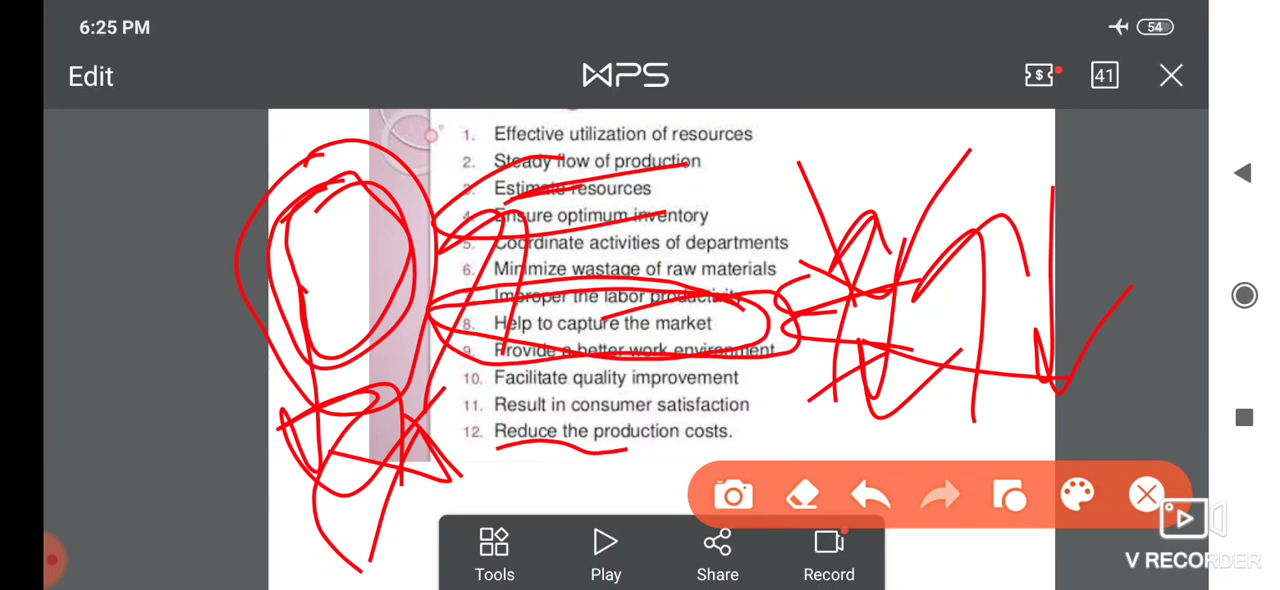 6:25 PM
54
Edit
WPS
$
41
1. Effective utilization of resources
2. Steady flow of production
3. Estimate resources
4. Ensure optimum inventory
5. Coordinate activities of departments
6. Minimize wastage of raw materials
Improper the labor productivity
8. Help to capture the market
9. Provide a better work environment
10. Facilitate quality improvement
11. Result in consumer satisfaction
12. Reduce the production costs.
Tools
Play
Share
Record
V RECORDER